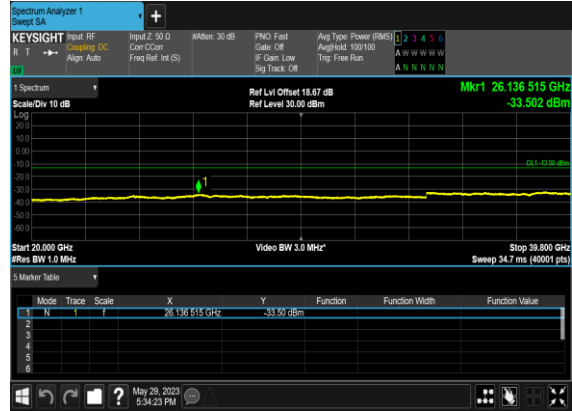 Spectrum Analyzer 1
Swept SA
+
KEYSIGHT Input: RF Input Z: 50 Ω #Atten: 30 dB PNO: Fast Avg Type: Power (RMS) 1 2 3 4 5 6
R T Coupling: DC Corr CCorr Gate: Off Avg|Hold: 100/100 A W W W W W
Align: Auto Freq Ref: Int (S) IF Gain: Low Trig: Free Run
Sig Track: Off A N N N N N
LW
1 Spectrum Ref Lvl Offset 18.67 dB Mkr1 26.136 515 GHz
Scale/Div 10 dB Ref Level 30.00 dBm -33.502 dBm
Log
20.0
10.0
0.00
-10.0
DL1 -13.00 dBm
-20.0
1
-30.0
-40.0
-50.0
-60.0
Start 20.000 GHz Video BW 3.0 MHz* Stop 39.800 GHz
#Res BW 1.0 MHz Sweep 34.7 ms (40001 pts)
5 Marker Table
Mode Trace Scale X Y Function Function Width Function Value
1 N 1 f 26.136 515 GHz -33.50 dBm
2
3
4
5
6
? May 29, 2023
5:34:23 PM